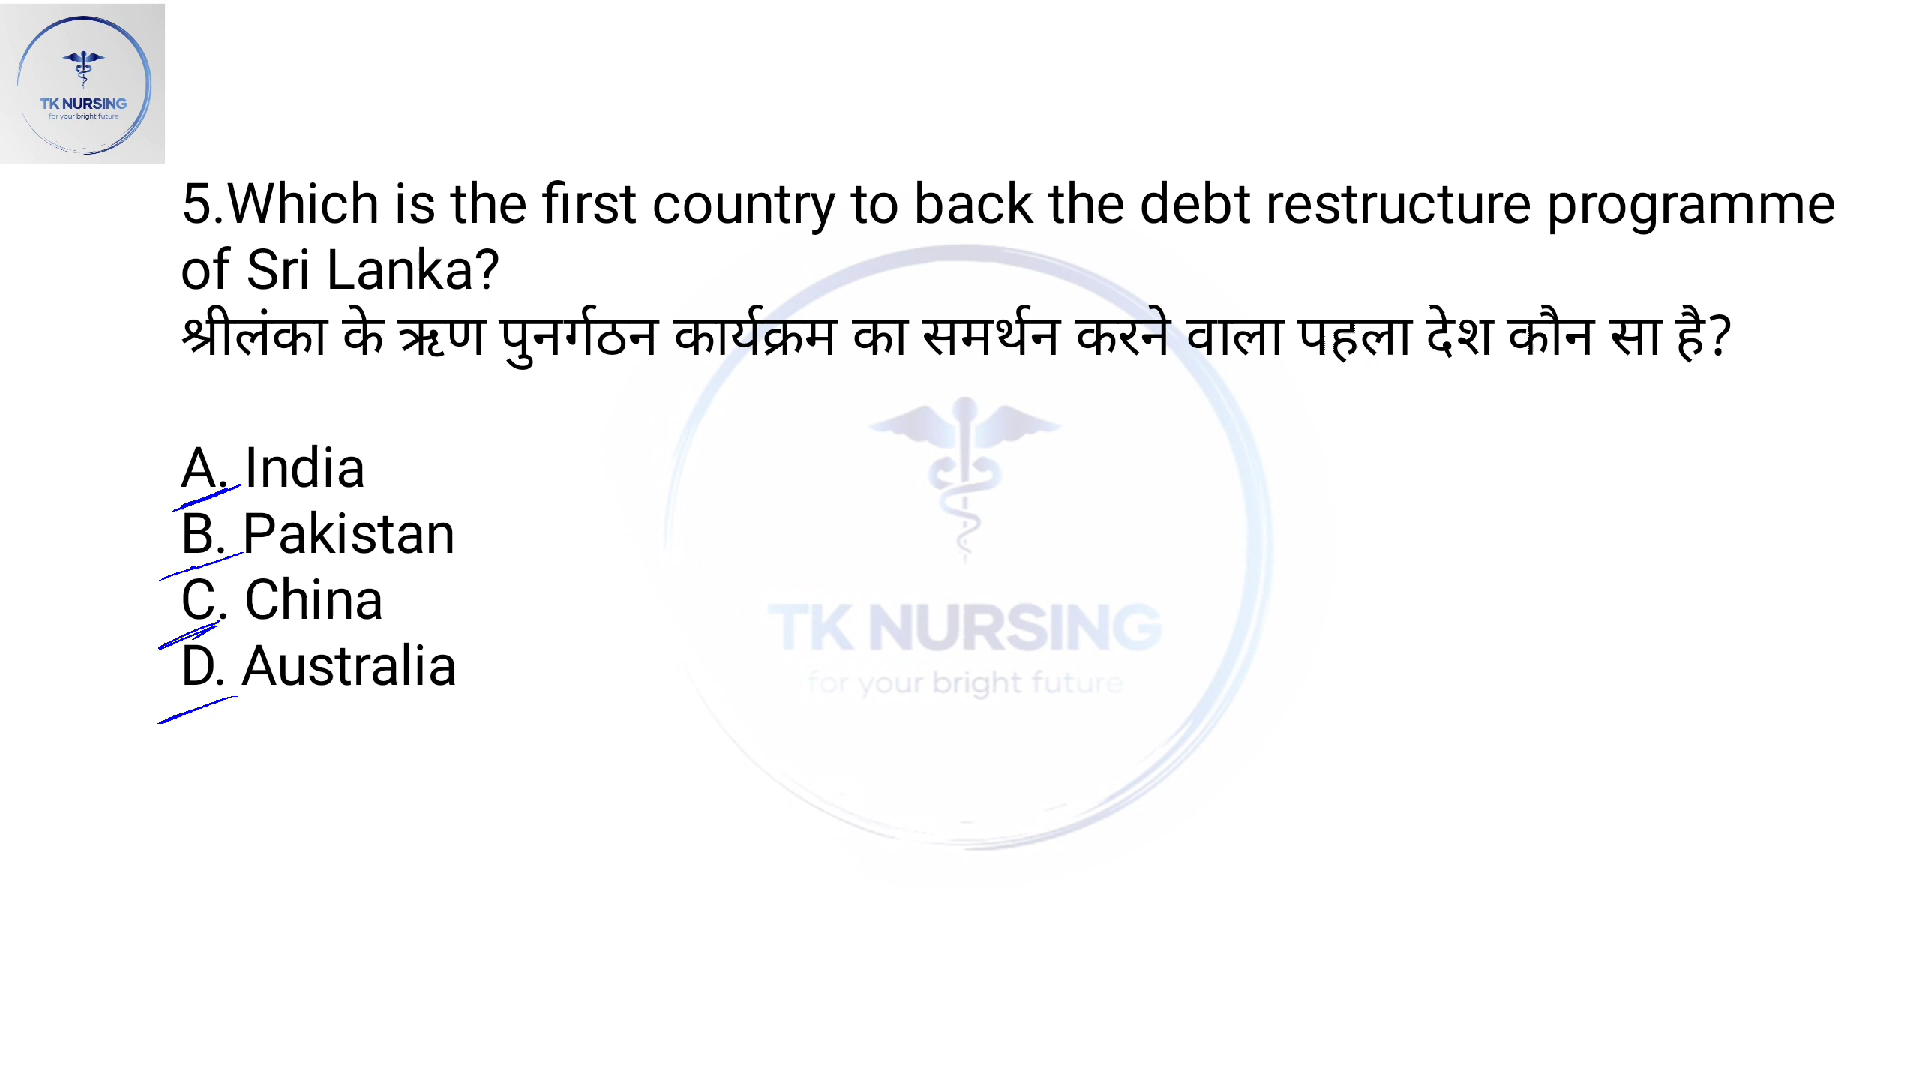 TK NURSING
for your bright future
5.Which is the first country to back the debt restructure programme
of Sri Lanka?
श्रीलंका के ऋण पुनर्गठन कार्यक्रम का समर्थन करने वाला पहला देश कौन सा है?
A. India
B. Pakistan
C. China
D. Australia
TK NURSING
for your bright future